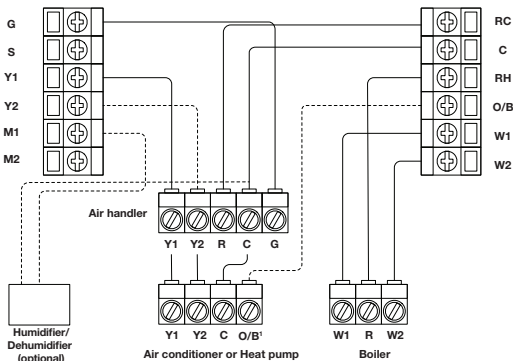 G
S
Y1
Y2
M1
M2
RC
C
RH
O/B
W1
W2
Air handler
Y1 Y2 R C G
Y1 Y2 C O/B¹
Air conditioner or Heat pump
W1 R W2
Boiler
Humidifier/
Dehumidifier
(optional)